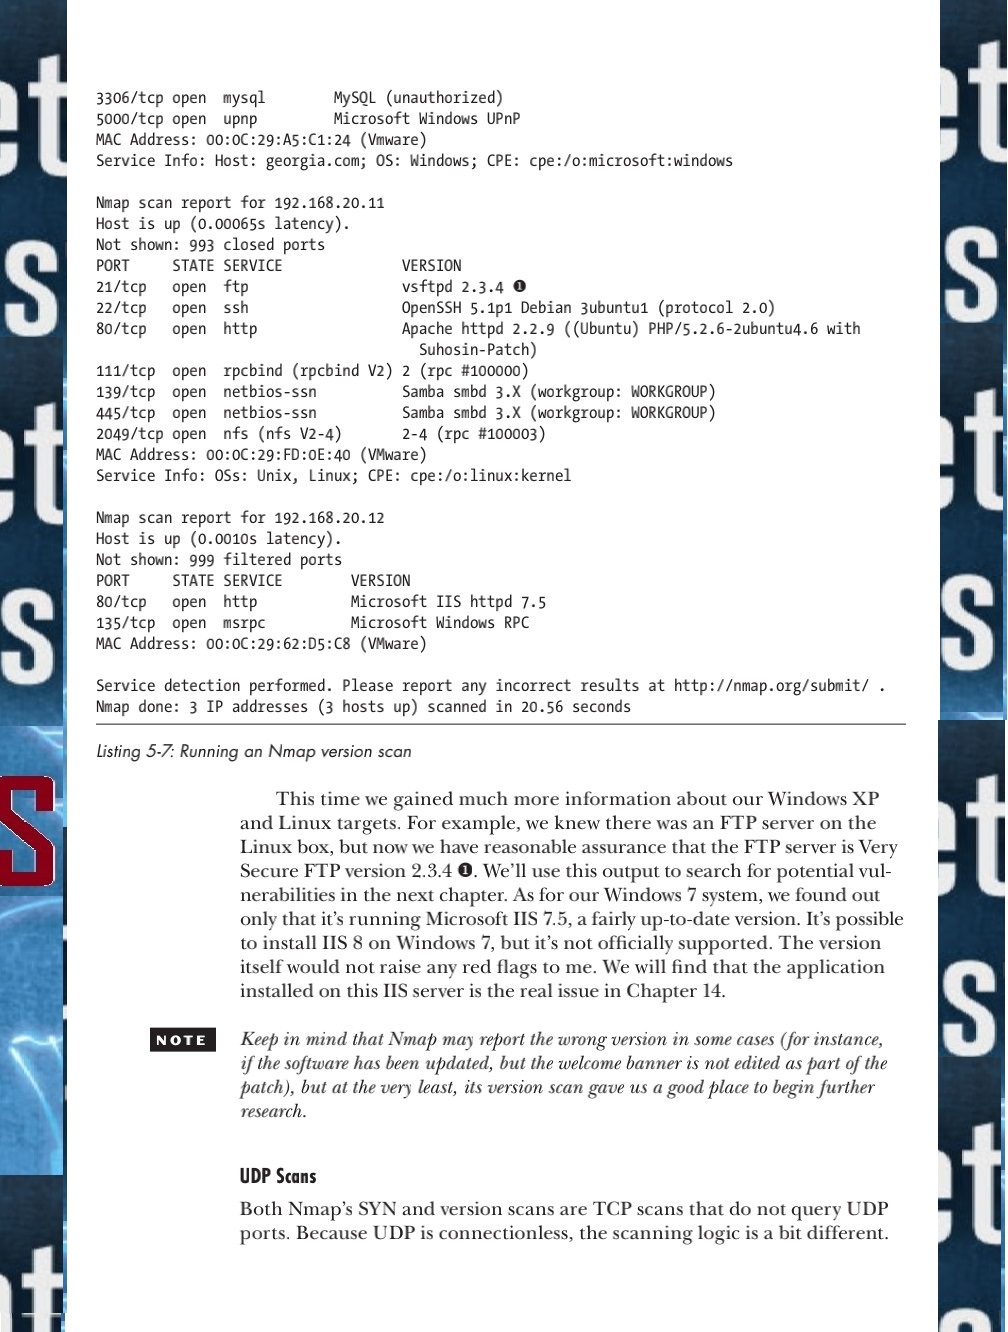 3306/tcp open  mysql        MySQL (unauthorized)
5000/tcp open  upnp         Microsoft Windows UPnP
MAC Address: 00:0C:29:A5:C1:24 (Vmware)
Service Info: Host: georgia.com; OS: Windows; CPE: cpe:/o:microsoft:windows
Nmap scan report for 192.168.20.11
Host is up (0.00065s latency).
Not shown: 993 closed ports
PORT     STATE SERVICE              VERSION
21/tcp   open  ftp                  vsftpd 2.3.4 ❶
22/tcp   open  ssh                  OpenSSH 5.1p1 Debian 3ubuntu1 (protocol 2.0)
80/tcp   open  http                 Apache httpd 2.2.9 ((Ubuntu) PHP/5.2.6-2ubuntu4.6 with
Suhosin-Patch)
111/tcp  open  rpcbind (rpcbind V2) 2 (rpc #100000)
139/tcp  open  netbios-ssn          Samba smbd 3.X (workgroup: WORKGROUP)
445/tcp  open  netbios-ssn          Samba smbd 3.X (workgroup: WORKGROUP)
2049/tcp open  nfs (nfs V2-4)       2-4 (rpc #100003)
MAC Address: 00:0C:29:FD:0E:40 (VMware)
Service Info: OSs: Unix, Linux; CPE: cpe:/o:linux:kernel
Nmap scan report for 192.168.20.12
Host is up (0.0010s latency).
Not shown: 999 filtered ports
PORT     STATE SERVICE        VERSION
80/tcp   open  http           Microsoft IIS httpd 7.5
135/tcp  open  msrpc          Microsoft Windows RPC
MAC Address: 00:0C:29:62:D5:C8 (VMware)
Service detection performed. Please report any incorrect results at http://nmap.org/submit/ .
Nmap done: 3 IP addresses (3 hosts up) scanned in 20.56 seconds
Listing 5-7: Running an Nmap version scan
This time we gained much more information about our Windows XP
and Linux targets. For example, we knew there was an FTP server on the
Linux box, but now we have reasonable assurance that the FTP server is Very
Secure FTP version 2.3.4 ❶. We'll use this output to search for potential vul-
nerabilities in the next chapter. As for our Windows 7 system, we found out
only that it's running Microsoft IIS 7.5, a fairly up-to-date version. It's possible
to install IIS 8 on Windows 7, but it's not officially supported. The version
itself would not raise any red flags to me. We will find that the application
installed on this IIS server is the real issue in Chapter 14.
NOTE Keep in mind that Nmap may report the wrong version in some cases (for instance,
if the software has been updated, but the welcome banner is not edited as part of the
patch), but at the very least, its version scan gave us a good place to begin further
research.
UDP Scans
Both Nmap's SYN and version scans are TCP scans that do not query UDP
ports. Because UDP is connectionless, the scanning logic is a bit different.